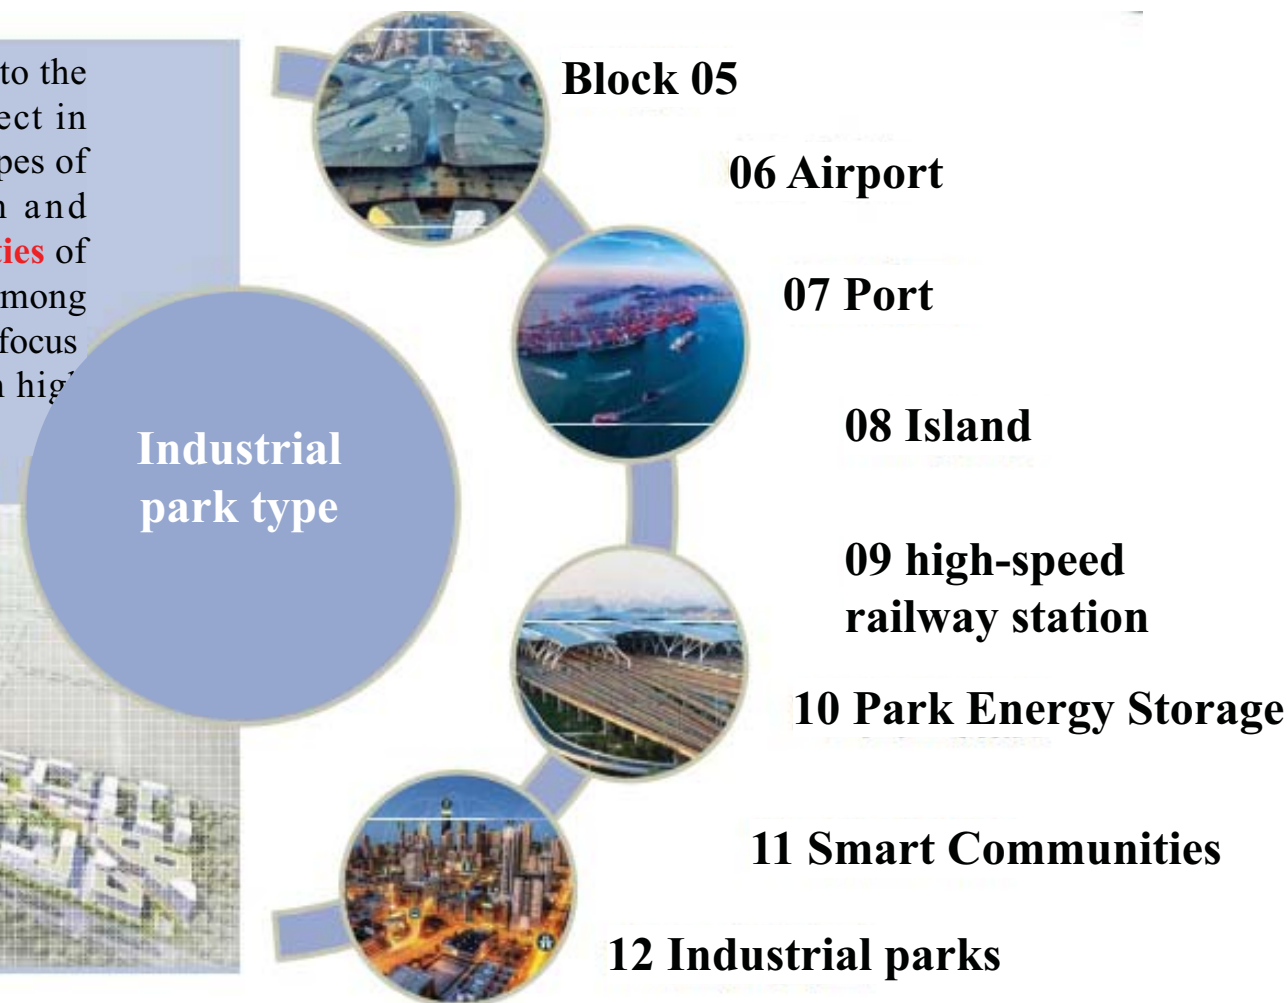 to the
ect in
pes of
and
ties of
mong
focus
Industrial
park type
Block 05
06 Airport
07 Port
08 Island
09 high-speed
railway station
10 Park Energy Storage
11 Smart Communities
12 Industrial parks